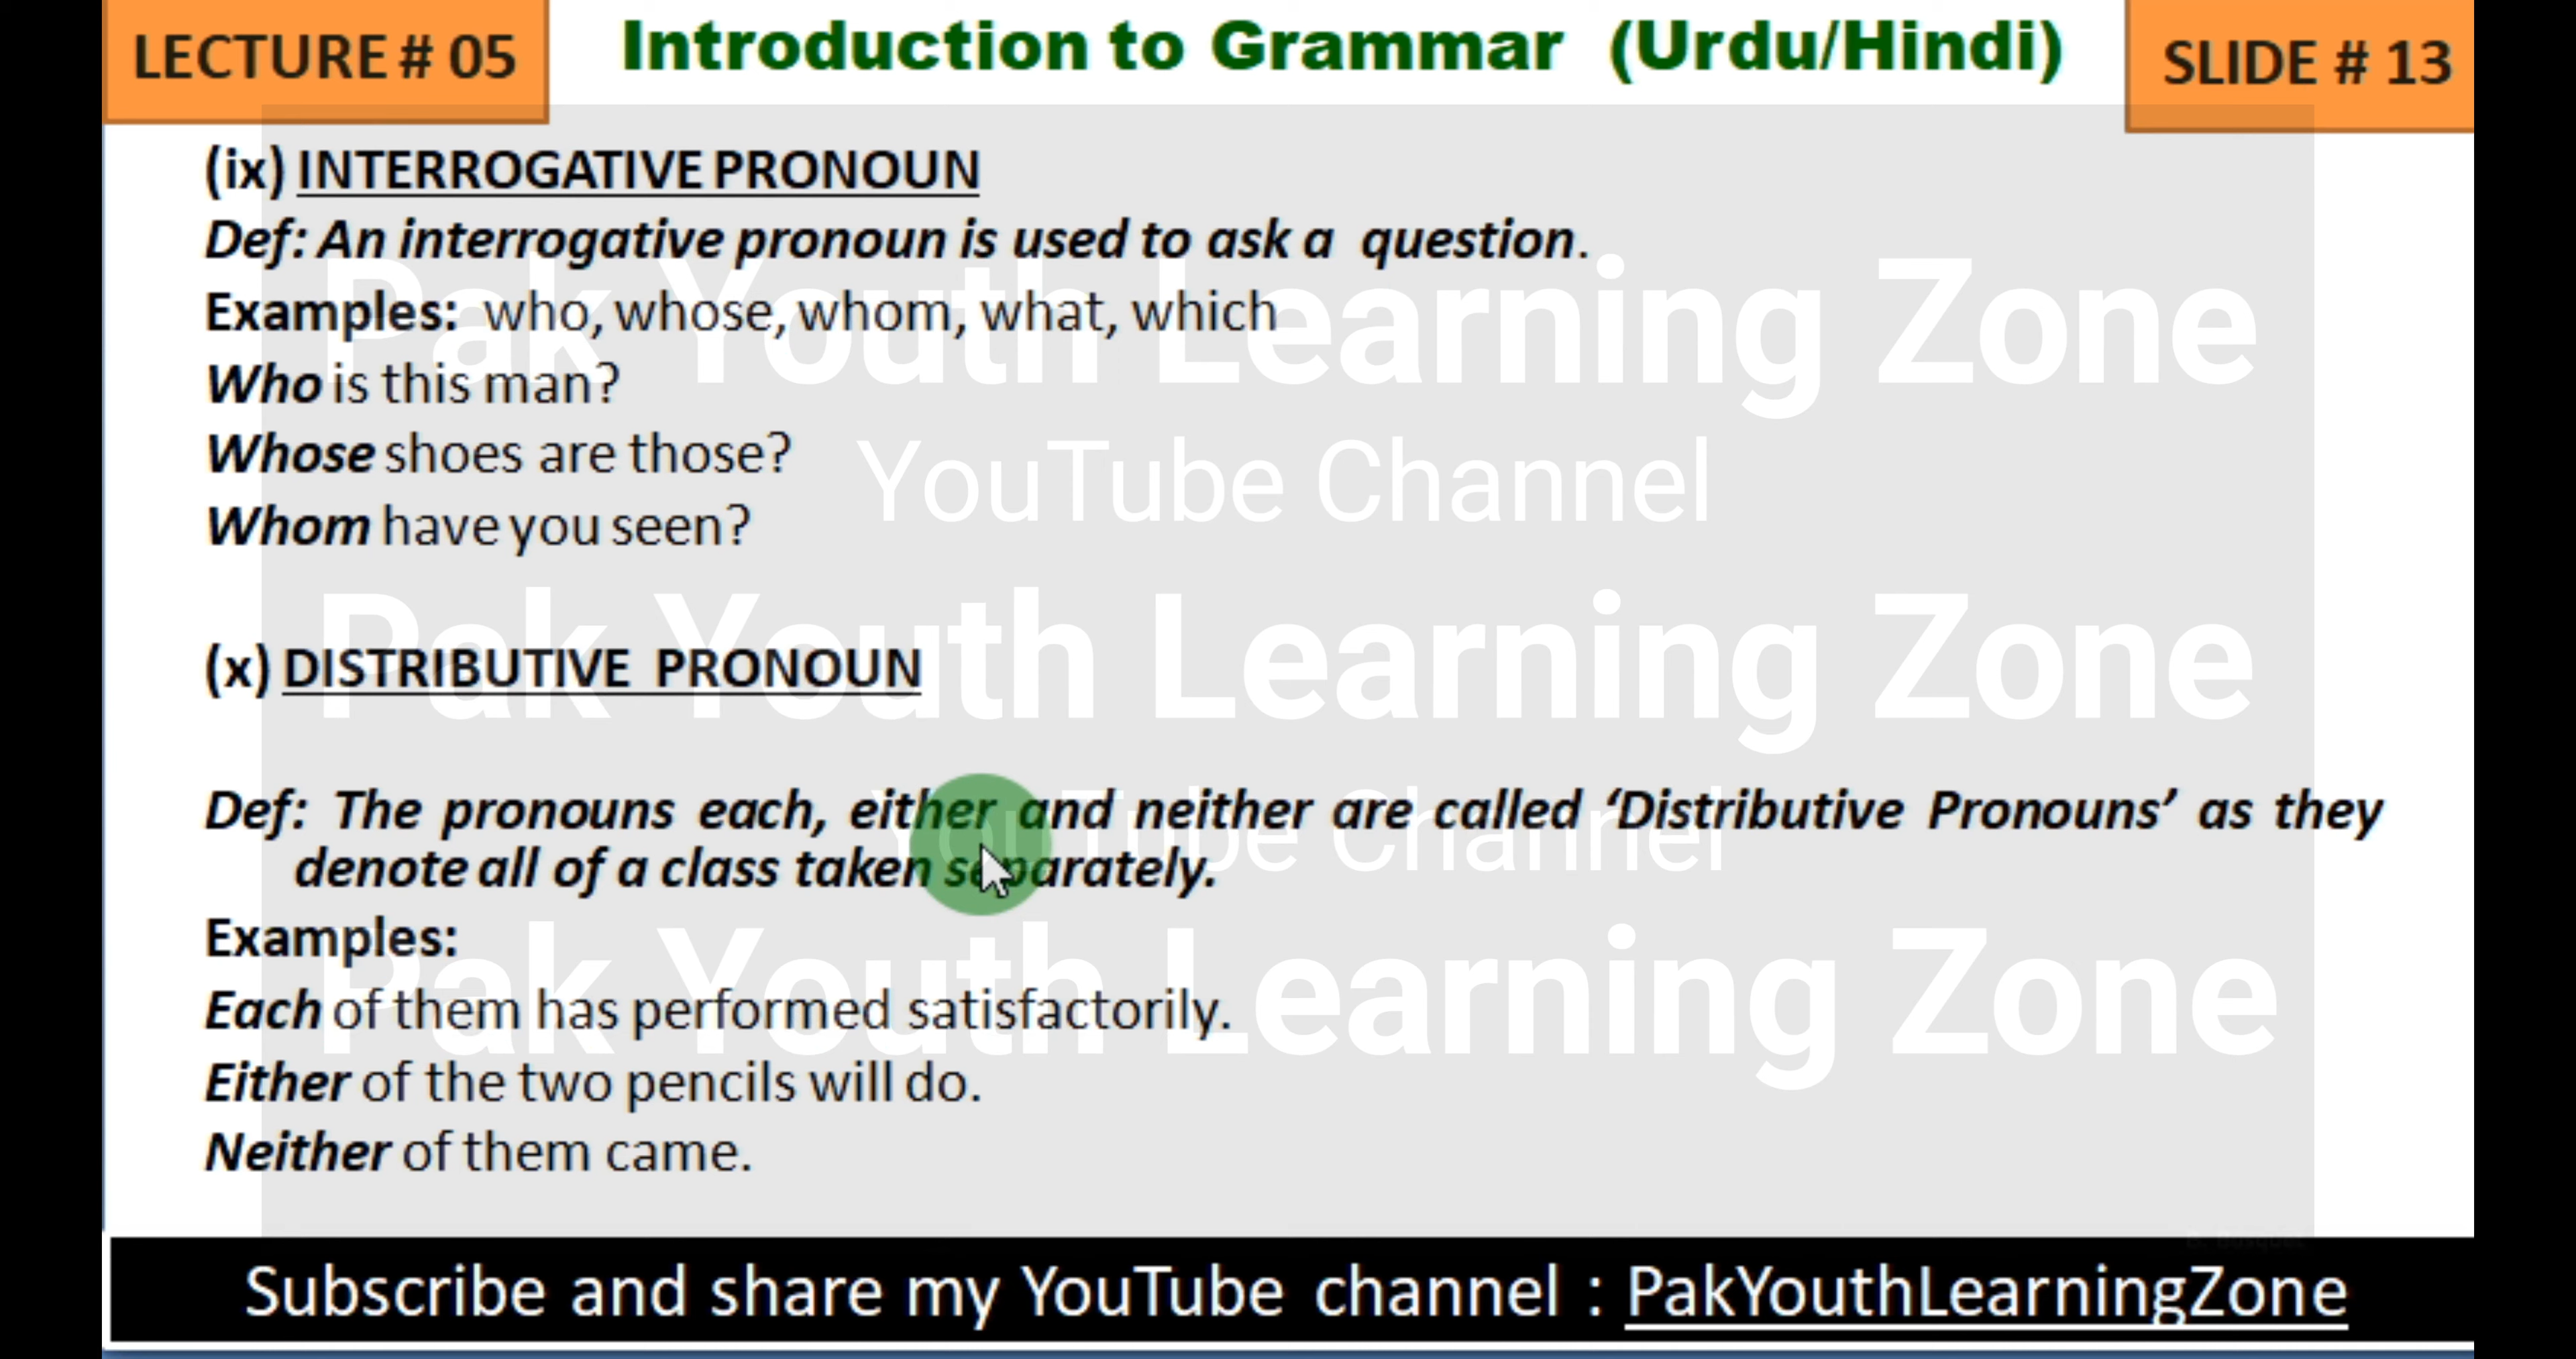 LECTURE # 05
Introduction to Grammar (Urdu/Hindi)
SLIDE # 13
(ix) INTERROGATIVE PRONOUN
Def: An interrogative pronoun is used to ask a question.
Examples: who, whose, whom, what, which
Pak Youth Learning Zone
Who is this man?
Whose shoes are those?
YouTube Channel
Whom have you seen?
Pak Youth Learning Zone
(x) DISTRIBUTIVE PRONOUN
Def: The pronouns each, either and neither are called ‘Distributive Pronouns’ as they
YouTube Channel
denote all of a class taken separately.
Examples:
Pak Youth Learning Zone
Each of them has performed satisfactorily.
Either of the two pencils will do.
Neither of them came.
Subscribe and share my YouTube channel : PakYouthLearningZone